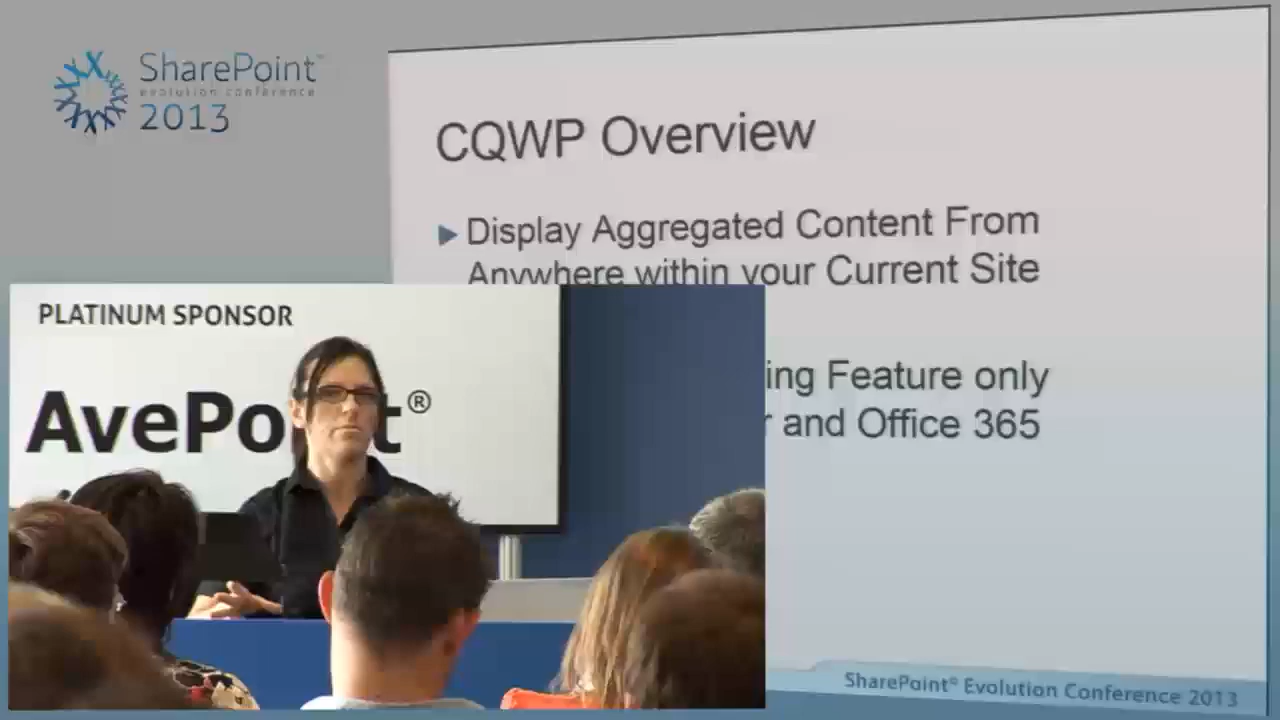 SharePoint™
evolution conference
2013
CQWP Overview
Display Aggregated Content From
Anywhere within your Current Site
ing Feature only
and Office 365
PLATINUM SPONSOR
AvePo t®
SharePoint® Evolution Conference 2013